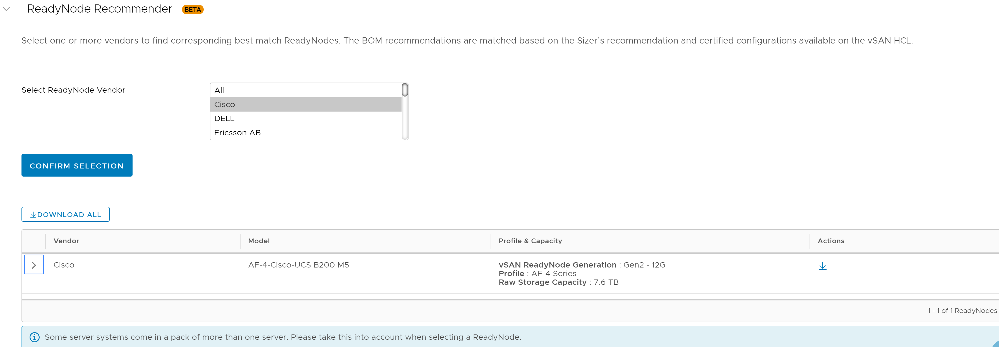 ReadyNode Recommender BETA
Select one or more vendors to find corresponding best match ReadyNodes. The BOM recommendations are matched based on the Sizer’s recommendation and certified configurations available on the vSAN HCL.
Select ReadyNode Vendor
All
Cisco
DELL
Ericsson AB
CONFIRM SELECTION
DOWNLOAD ALL
Vendor Model Profile & Capacity Actions
Cisco AF-4-Cisco-UCS B200 M5 vSAN ReadyNode Generation : Gen2 - 12G
Profile : AF-4 Series
Raw Storage Capacity : 7.6 TB
1 - 1 of 1 ReadyNodes
Some server systems come in a pack of more than one server. Please take this into account when selecting a ReadyNode.